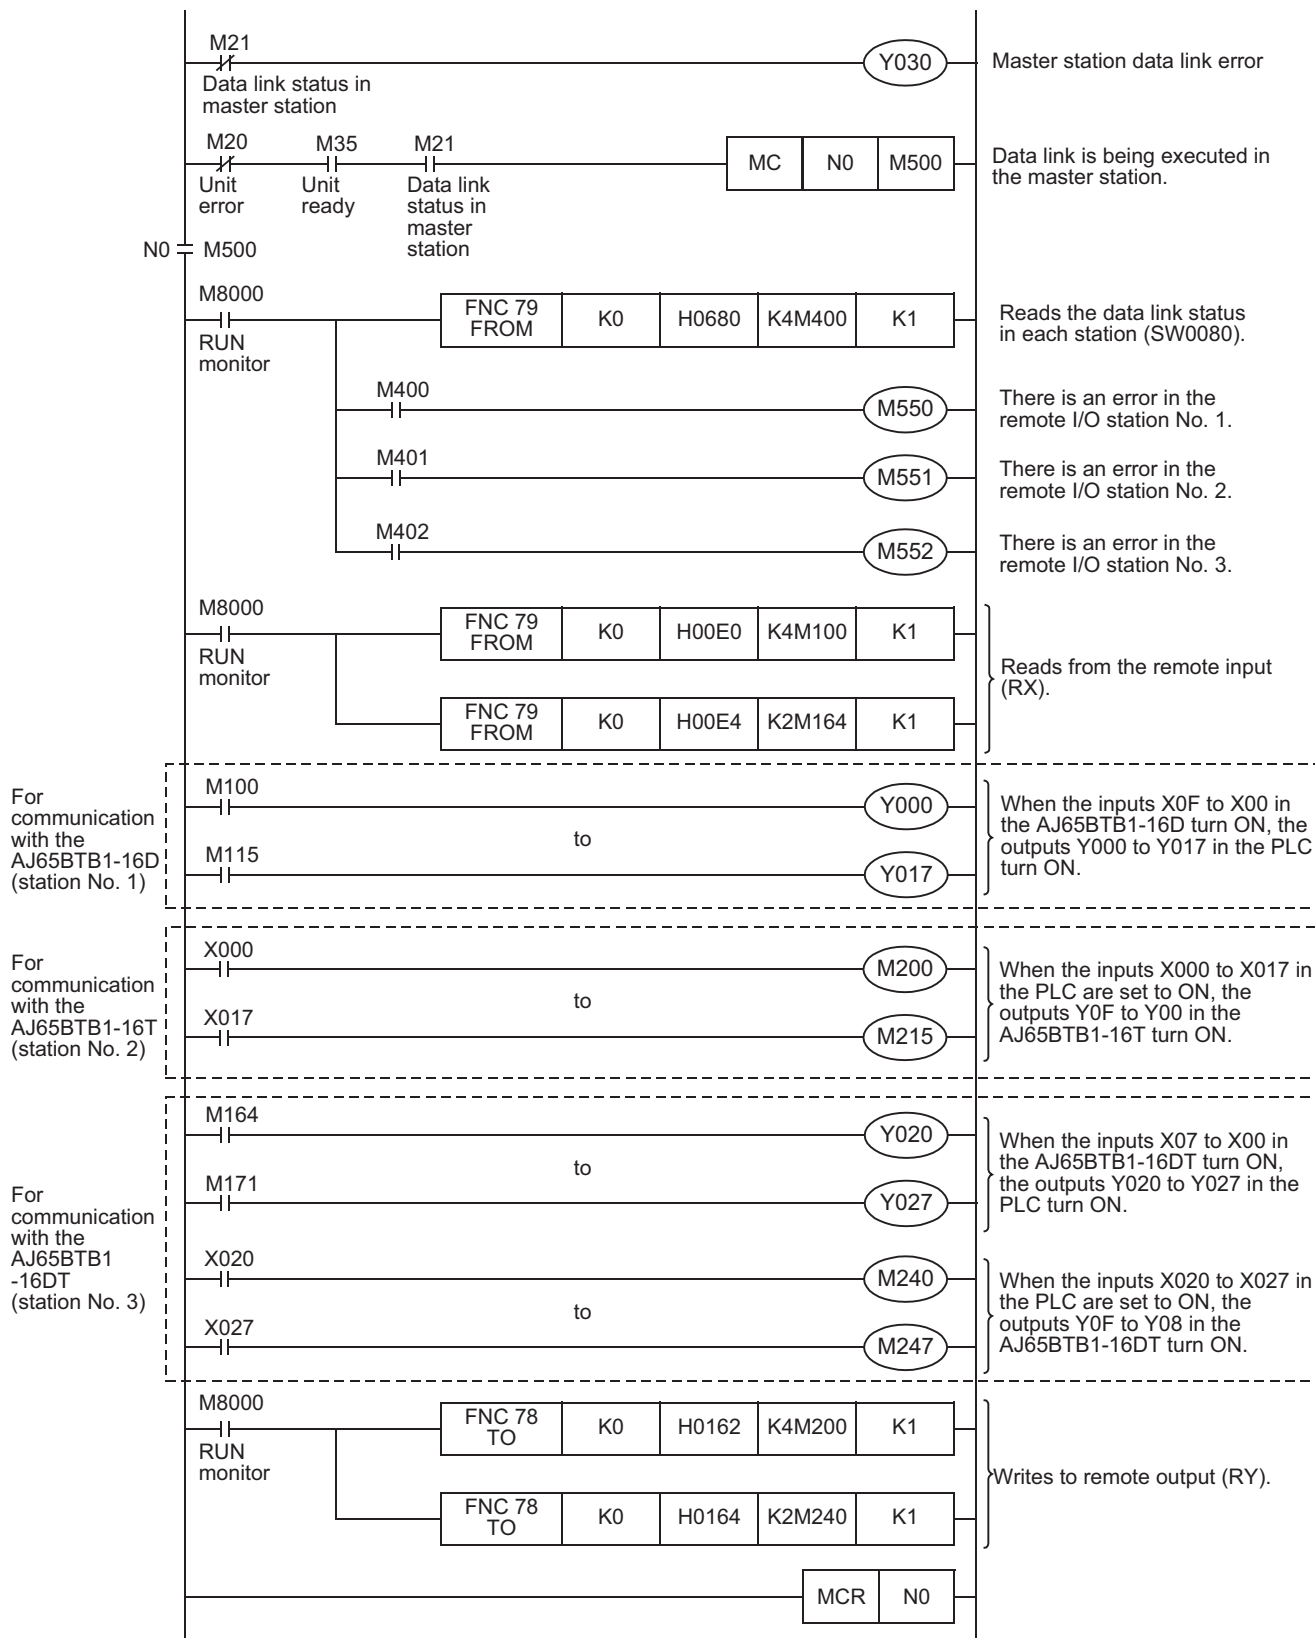 M21
Y030
Master station data link error
Data link status in
master station
M20
M35
M21
MC N0 M500
Data link is being executed in
the master station.
Unit
error
Unit
ready
Data link
status in
master
station
N0 M500
M8000
FNC 79
FROM
K0 H0680 K4M400 K1
Reads the data link status
in each station (SW0080).
RUN
monitor
M400
M550
There is an error in the
remote I/O station No. 1.
M401
M551
There is an error in the
remote I/O station No. 2.
M402
M552
There is an error in the
remote I/O station No. 3.
M8000
FNC 79
FROM
K0 H00E0 K4M100 K1
RUN
monitor
Reads from the remote input
(RX).
FNC 79
FROM
K0 H00E4 K2M164 K1
For
communication
with the
AJ65BTB1-16D
(station No. 1)
M100
Y000
to
M115
Y017
When the inputs X0F to X00 in
the AJ65BTB1-16D turn ON, the
outputs Y000 to Y017 in the PLC
turn ON.
For
communication
with the
AJ65BTB1-16T
(station No. 2)
X000
M200
to
X017
M215
When the inputs X000 to X017 in
the PLC are set to ON, the
outputs Y0F to Y00 in the
AJ65BTB1-16T turn ON.
For
communication
with the
AJ65BTB1
-16DT
(station No. 3)
M164
Y020
to
M171
Y027
When the inputs X07 to X00 in
the AJ65BTB1-16DT turn ON,
the outputs Y020 to Y027 in the
PLC turn ON.
X020
M240
to
X027
M247
When the inputs X020 to X027 in
the PLC are set to ON, the
outputs Y0F to Y08 in the
AJ65BTB1-16DT turn ON.
M8000
FNC 78
TO
K0 H0162 K4M200 K1
RUN
monitor
Writes to remote output (RY).
FNC 78
TO
K0 H0164 K2M240 K1
MCR N0